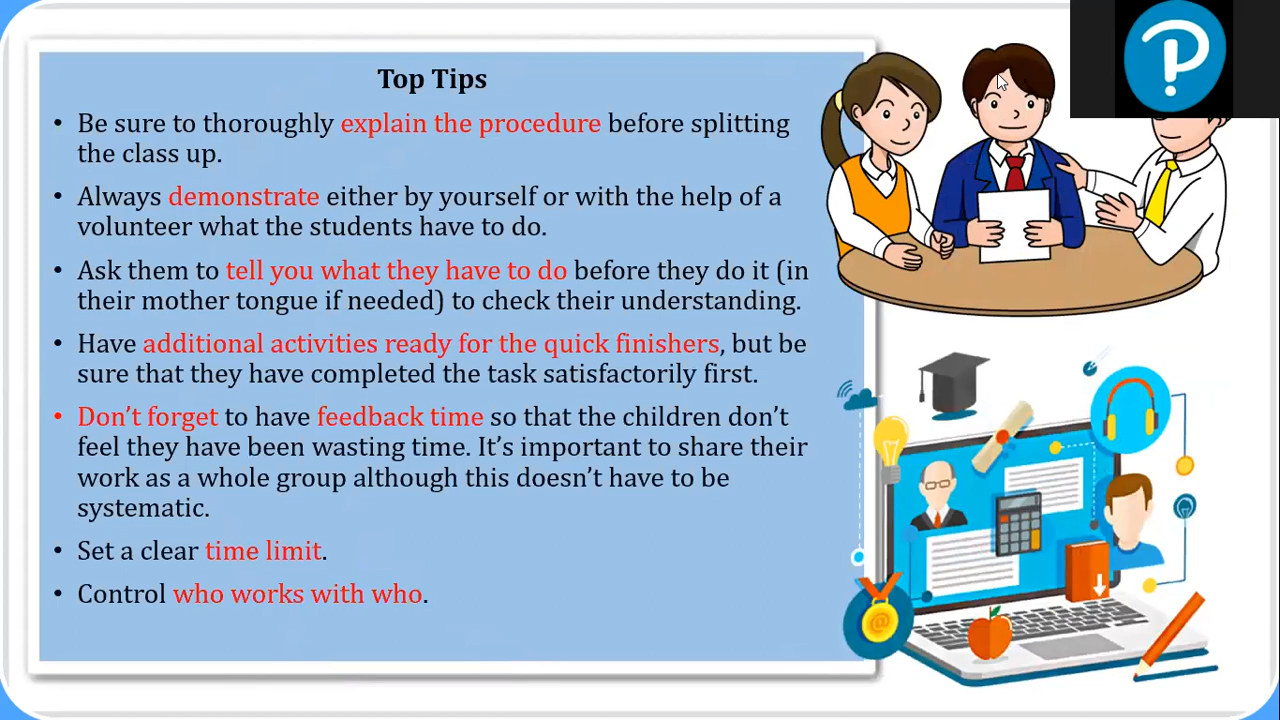 Top Tips
• Be sure to thoroughly explain the procedure before splitting
the class up.
• Always demonstrate either by yourself or with the help of a
volunteer what the students have to do.
• Ask them to tell you what they have to do before they do it (in
their mother tongue if needed) to check their understanding.
• Have additional activities ready for the quick finishers, but be
sure that they have completed the task satisfactorily first.
• Don’t forget to have feedback time so that the children don’t
feel they have been wasting time. It’s important to share their
work as a whole group although this doesn’t have to be
systematic.
• Set a clear time limit.
• Control who works with who.